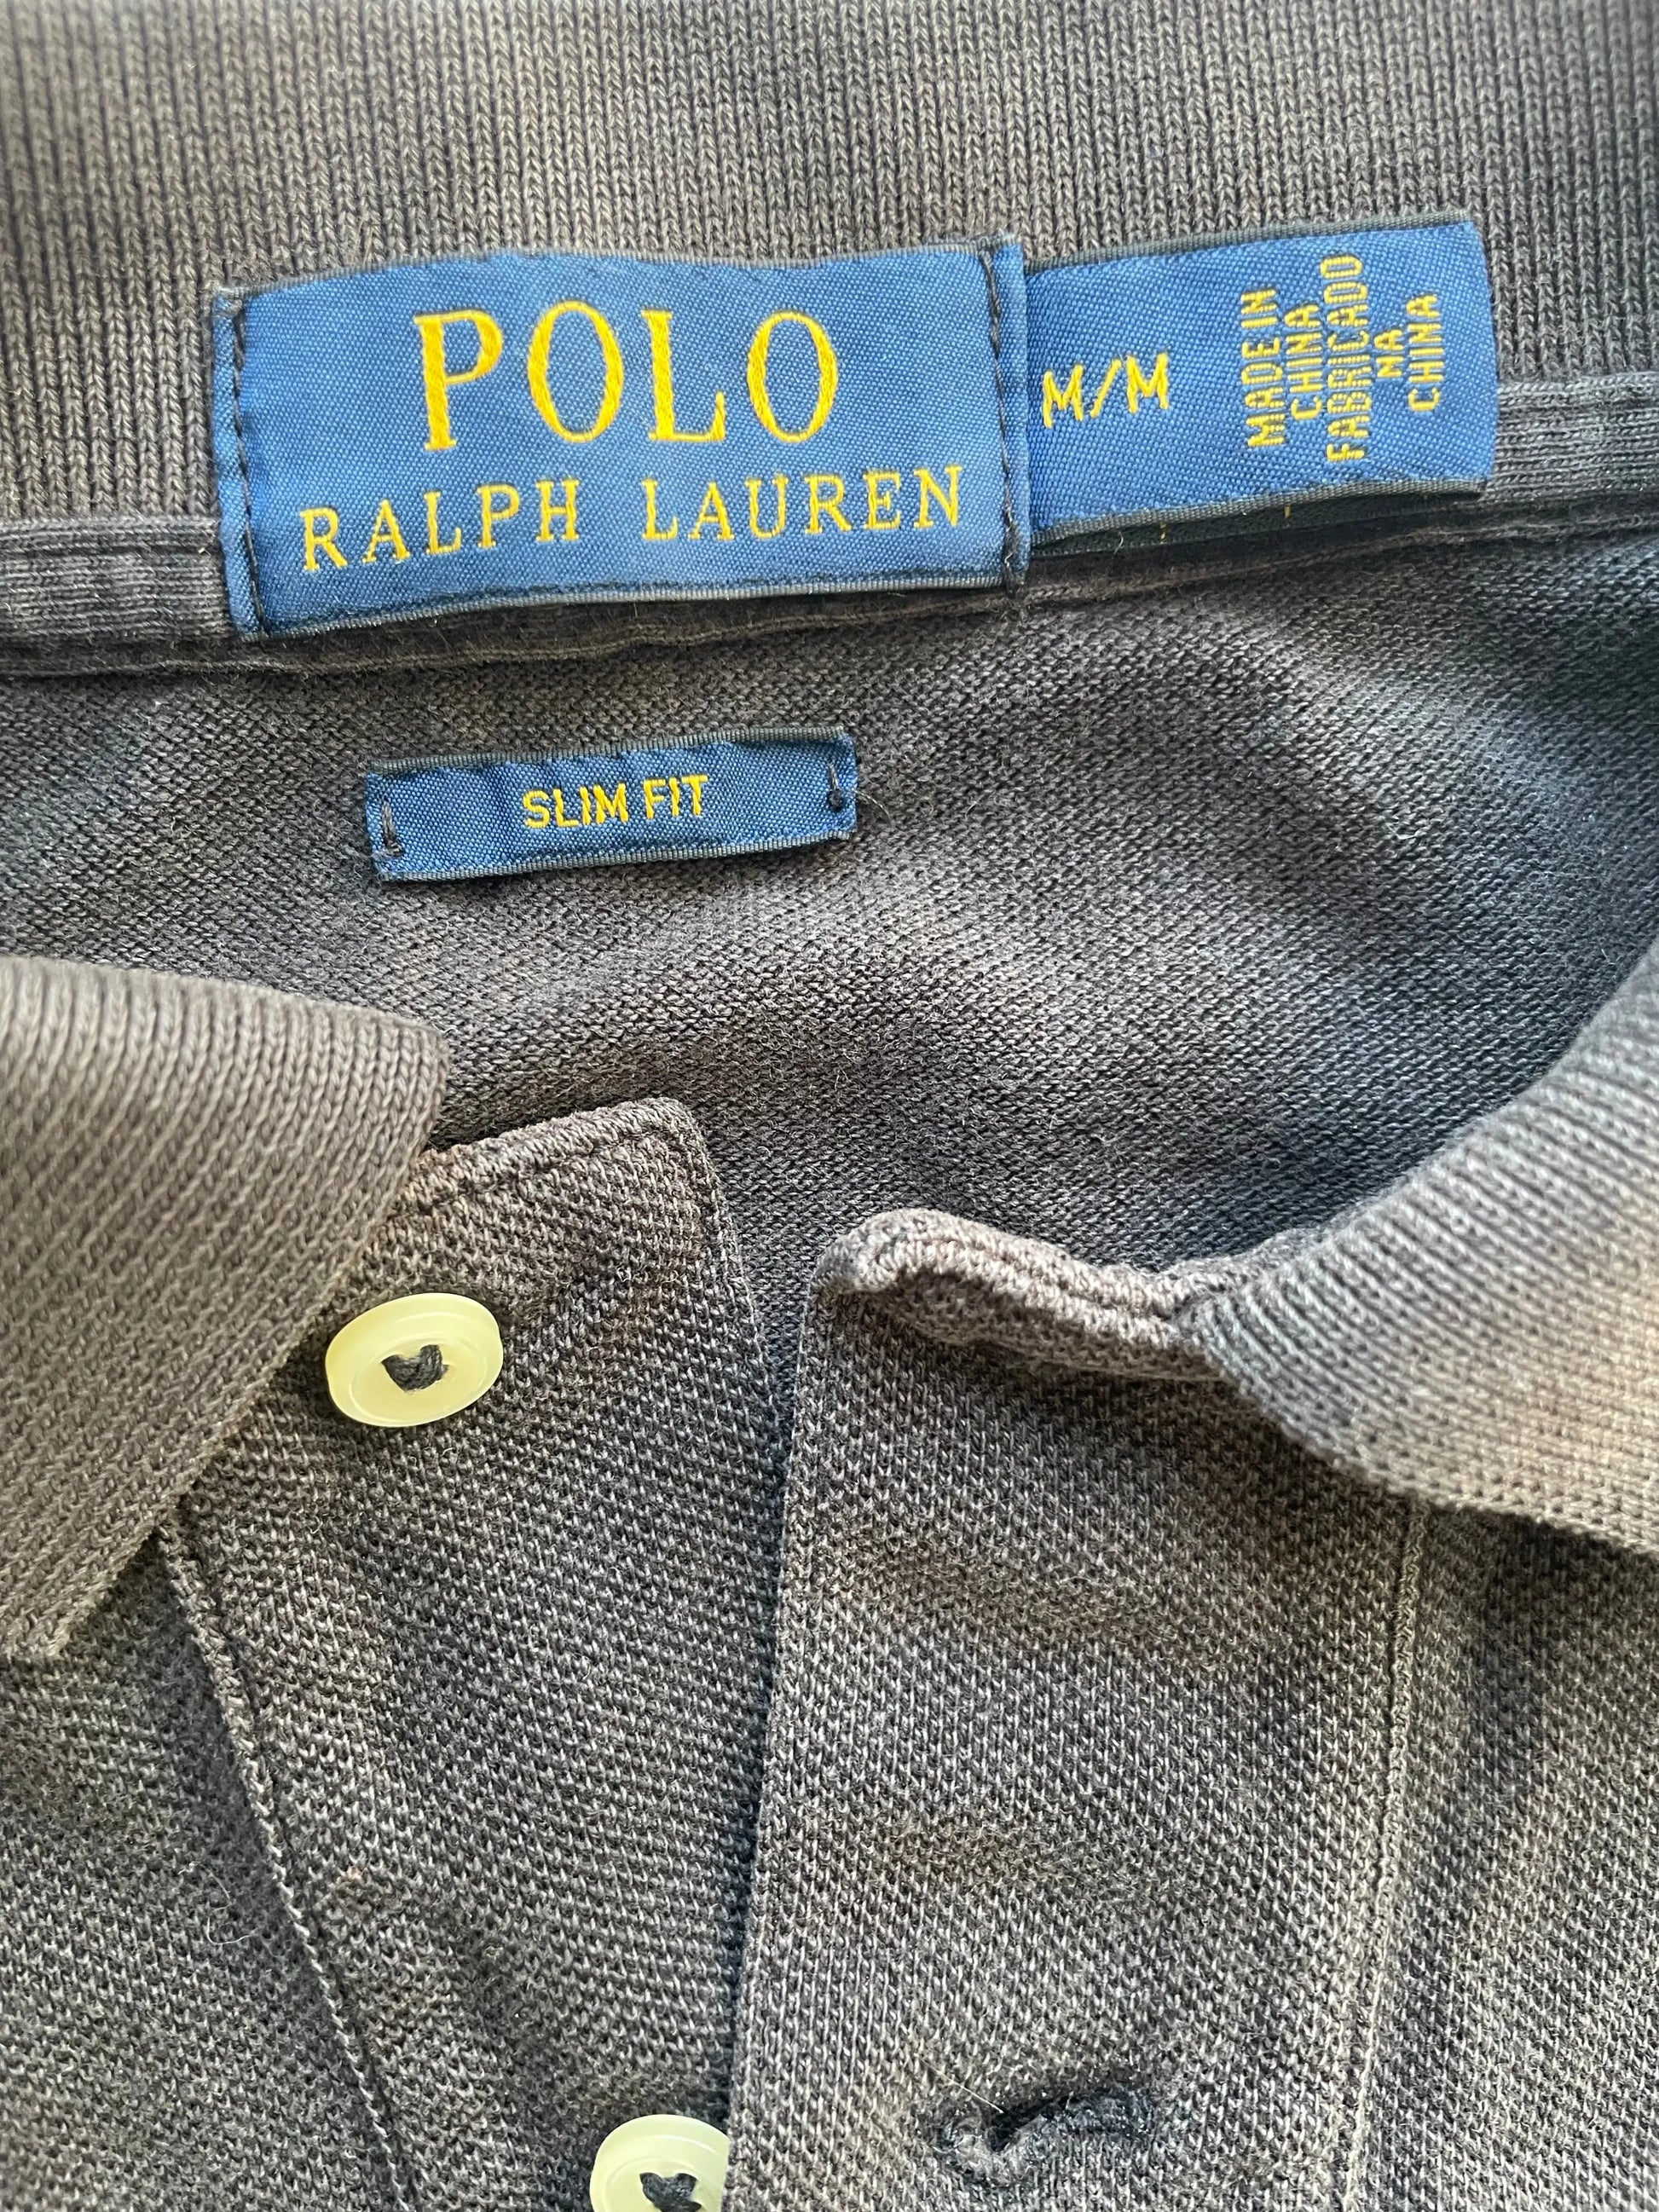 POLO
RALPH LAUREN
M/M
MADE IN
CHINA
FABRICADO
NA
CHINA
SLIM FIT